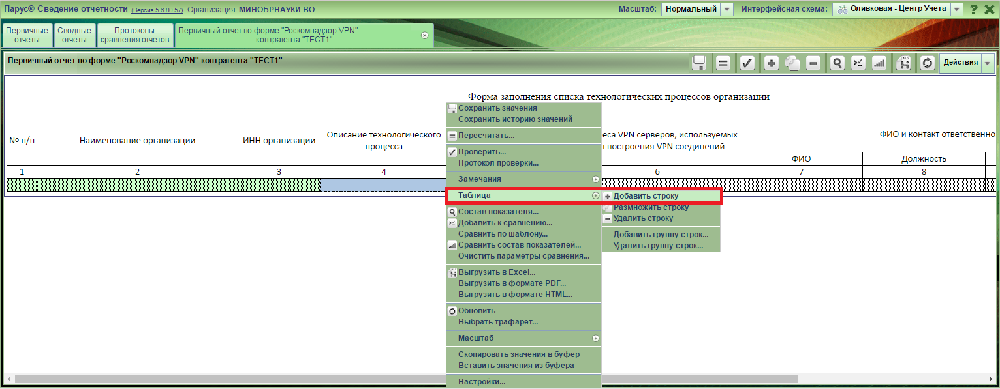 Парус® Сведение отчетности (Версия 5.6.80.57) Организация: МИНОБРНАУКИ ВО Масштаб: Нормальный Интерфейсная схема: Оливковая - Центр Учета
Первичные
отчеты
Сводные
отчеты
Протоколы
сравнения отчетов
Первичный отчет по форме "Роскомнадзор VPN"
контрагента "ТЕСТ1"
Первичный отчет по форме "Роскомнадзор VPN" контрагента "ТЕСТ1" XLS Действия
Форма заполнения списка технологических процессов организации
№ п/п
Наименование организации
ИНН организации
Описание технологического
процесса
еса VPN серверов, используемых
я построения VPN соединений
ФИО и контакт ответственно
ФИО
Должность
1 2 3 4 6 7 8
Сохранить значения
Сохранить историю значений
Пересчитать...
Проверить...
Протокол проверки...
Замечания
Таблица
Состав показателя...
Добавить к сравнению...
Сравнить по шаблону...
Сравнить состав показателей...
Очистить параметры сравнения...
Выгрузить в Excel...
Выгрузить в формате PDF...
Выгрузить в формате HTML...
Обновить
Выбрать трафарет...
Масштаб
Скопировать значения в буфер
Вставить значения из буфера
Настройки...
Добавить строку
Размножить строку
Удалить строку
Добавить группу строк...
Удалить группу строк...